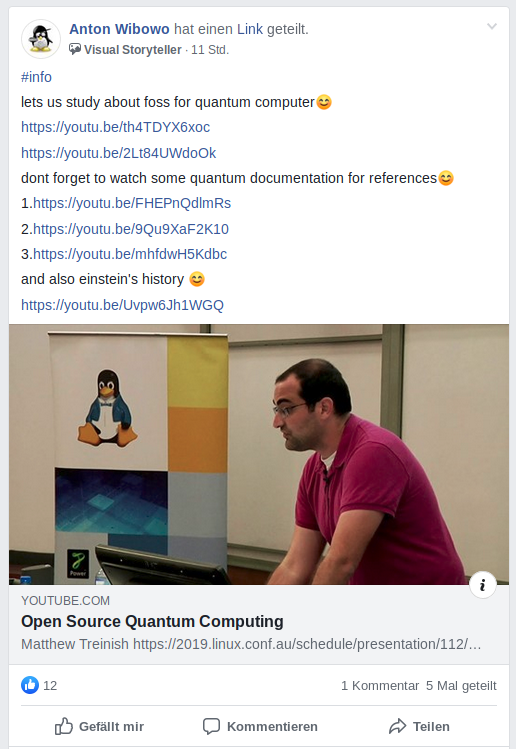 Anton Wibowo hat einen Link geteilt.
Visual Storyteller · 11 Std.
#info
lets us study about foss for quantum computer😊
https://youtu.be/th4TDYX6xoc
https://youtu.be/2Lt84UWdoOk
dont forget to watch some quantum documentation for references😊
1.https://youtu.be/FHEPnQdlmRs
2.https://youtu.be/9Qu9XaF2K10
3.https://youtu.be/mhfdwH5Kdbc
and also einstein's history 😊
https://youtu.be/Uvpw6Jh1WGQ
Power
i
YOUTUBE.COM
Open Source Quantum Computing
Matthew Treinish https://2019.linux.conf.au/schedule/presentation/112/…
12
1 Kommentar 5 Mal geteilt
Gefällt mir Kommentieren Teilen